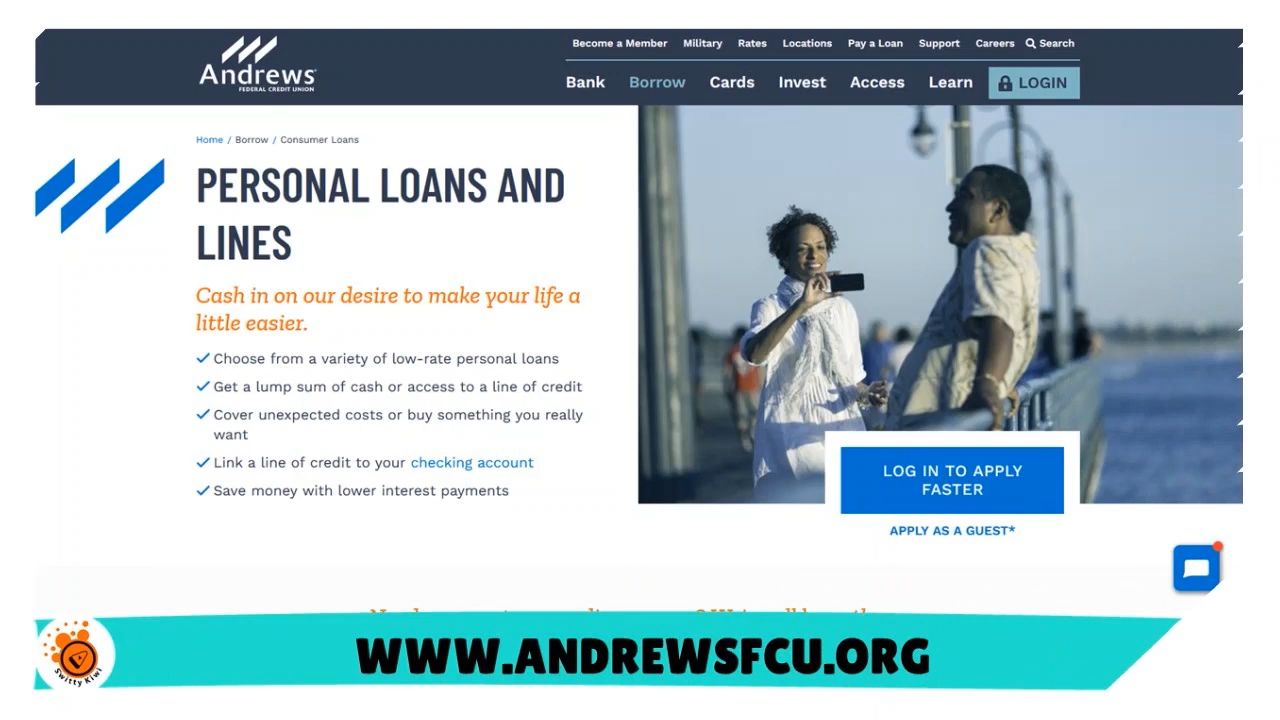 Become a Member Military Rates Locations Pay a Loan Support Careers Search
Andrews
FEDERAL CREDIT UNION
Bank Borrow Cards Invest Access Learn LOGIN
Home / Borrow / Consumer Loans
PERSONAL LOANS AND
LINES
Cash in on our desire to make your life a
little easier.
Choose from a variety of low-rate personal loans
Get a lump sum of cash or access to a line of credit
Cover unexpected costs or buy something you really
want
Link a line of credit to your checking account
Save money with lower interest payments
LOG IN TO APPLY
FASTER
APPLY AS A GUEST*
WWW.ANDREWSFCU.ORG
Switty Kiwi